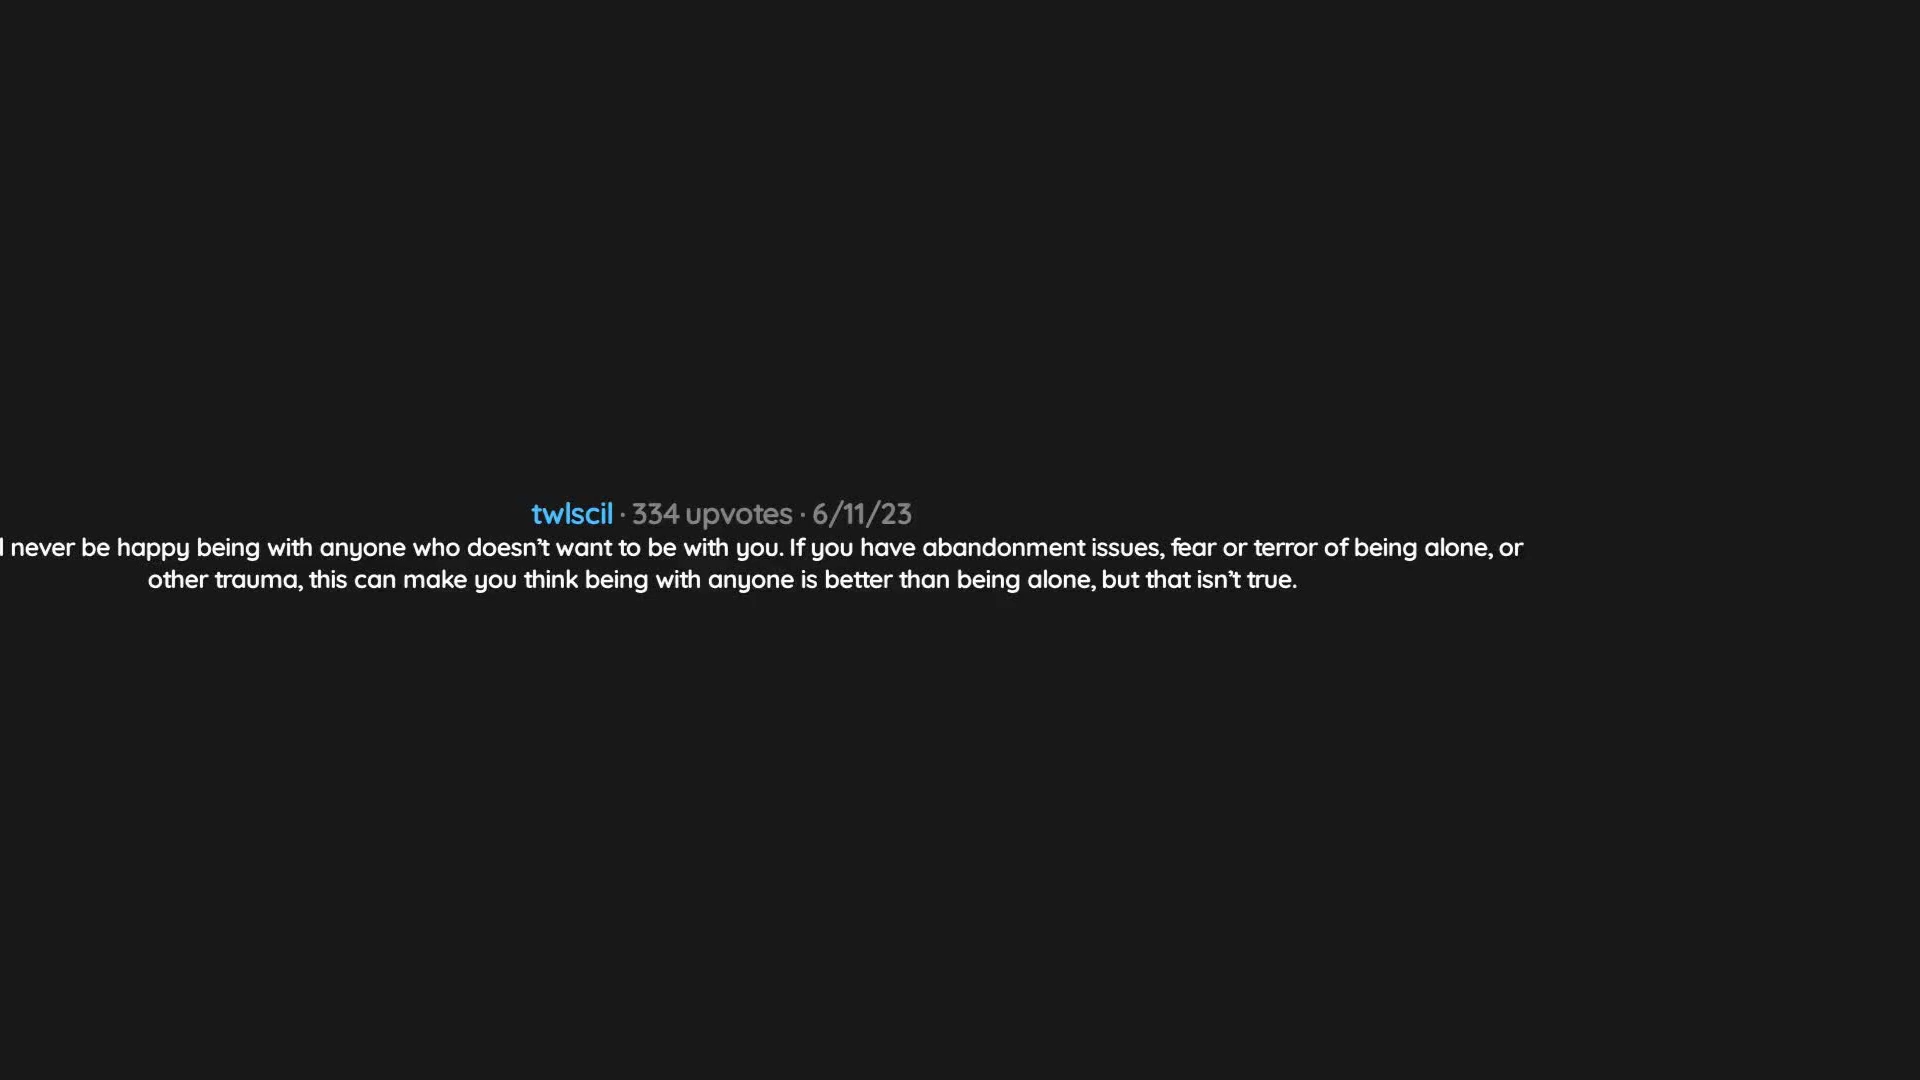 twlscil · 334 upvotes · 6/11/23
never be happy being with anyone who doesn’t want to be with you. If you have abandonment issues, fear or terror of being alone, or
other trauma, this can make you think being with anyone is better than being alone, but that isn’t true.